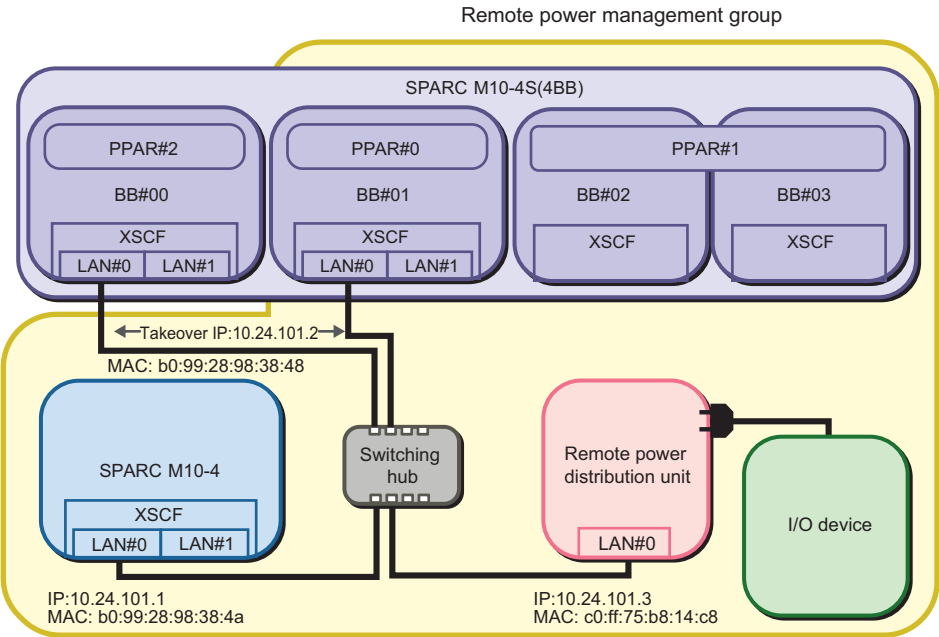 Remote power management group
SPARC M10-4S(4BB)
PPAR#2
PPAR#0
PPAR#1
BB#00
BB#01
BB#02
BB#03
XSCF
XSCF
XSCF
XSCF
LAN#0
LAN#1
LAN#0
LAN#1
Takeover IP:10.24.101.2
MAC: b0:99:28:98:38:48
SPARC M10-4
XSCF
LAN#0
LAN#1
Switching
hub
Remote power
distribution unit
LAN#0
I/O device
IP:10.24.101.1
MAC: b0:99:28:98:38:4a
IP:10.24.101.3
MAC: c0:ff:75:b8:14:c8